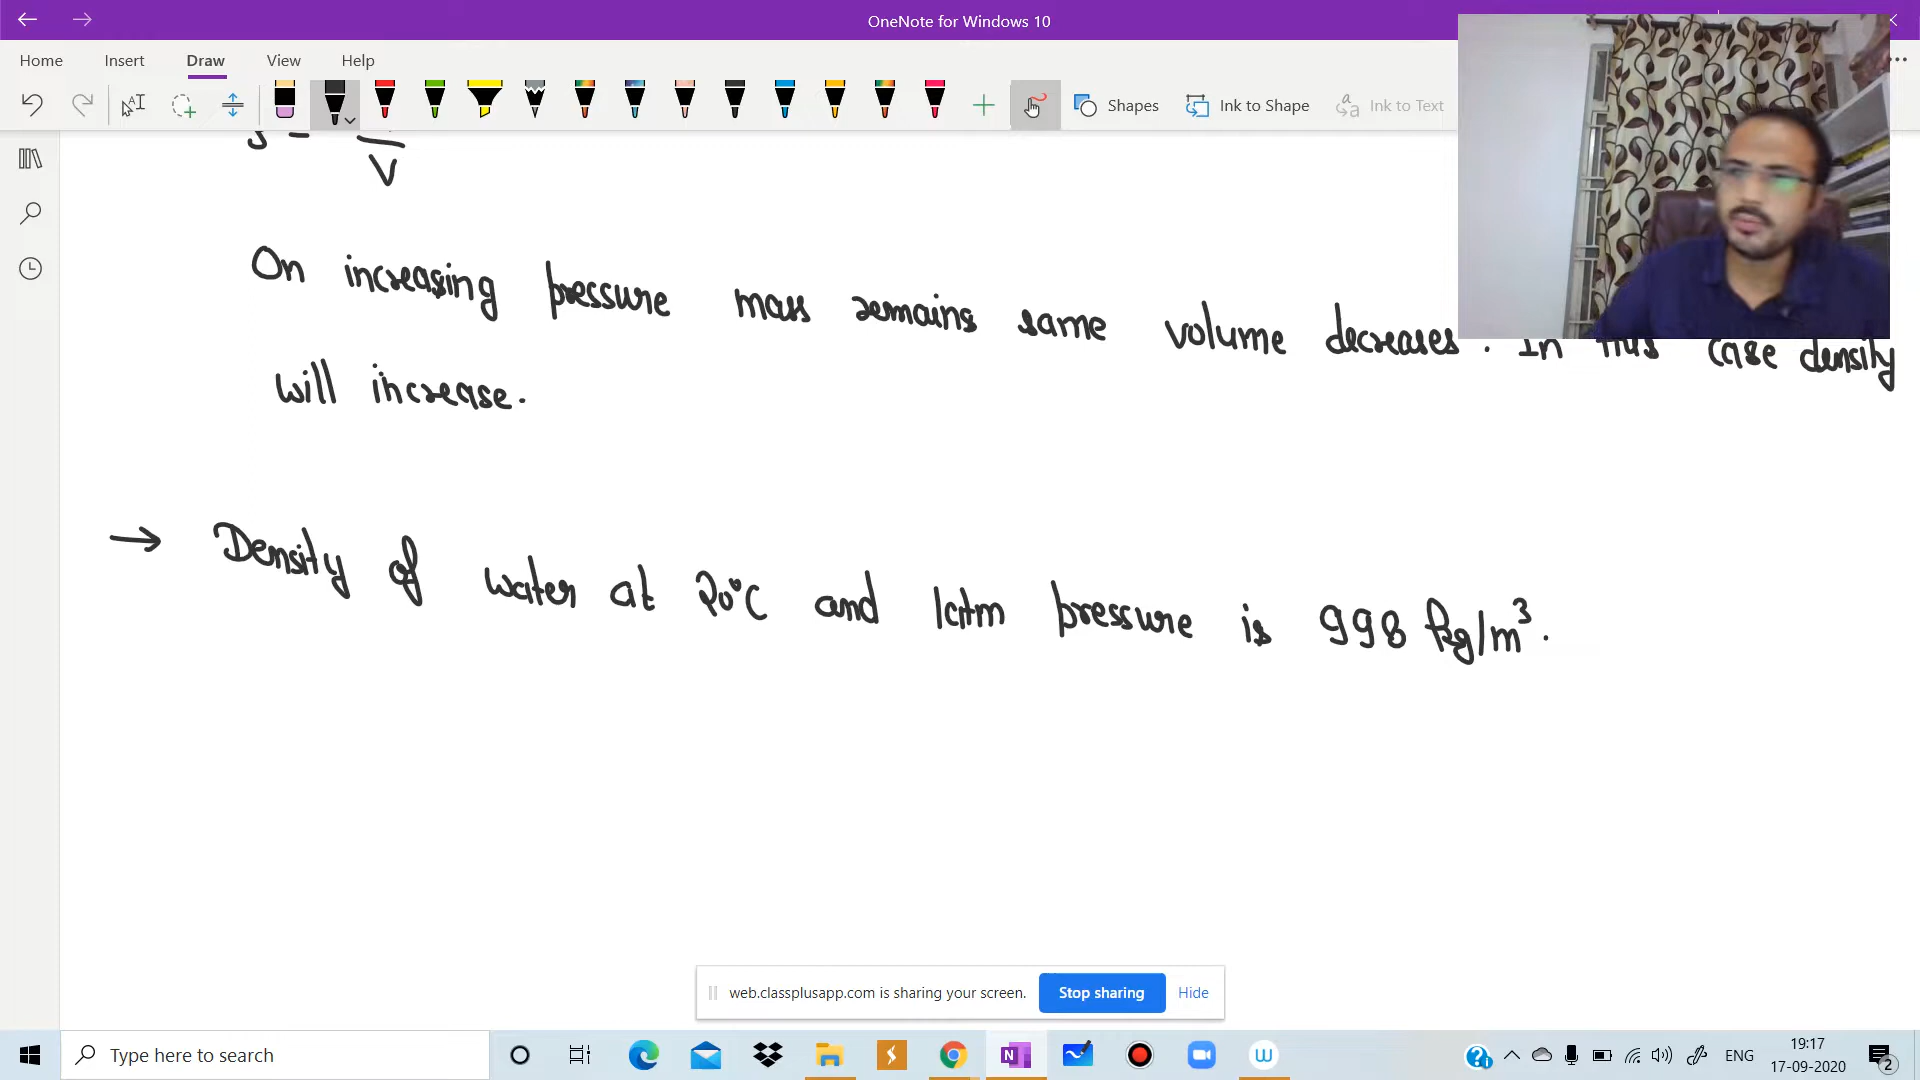 OneNote for Windows 10
Home Insert Draw View Help
Shapes Ink to Shape Ink to Text
V
On increasing pressure mass remains same volume decreases. In this case density
will increase.
→ Density of water at 20°C and 1atm pressure is 998 kg/m³.
web.classplusapp.com is sharing your screen. Stop sharing Hide
Type here to search
ENG
19:17
17-09-2020
2